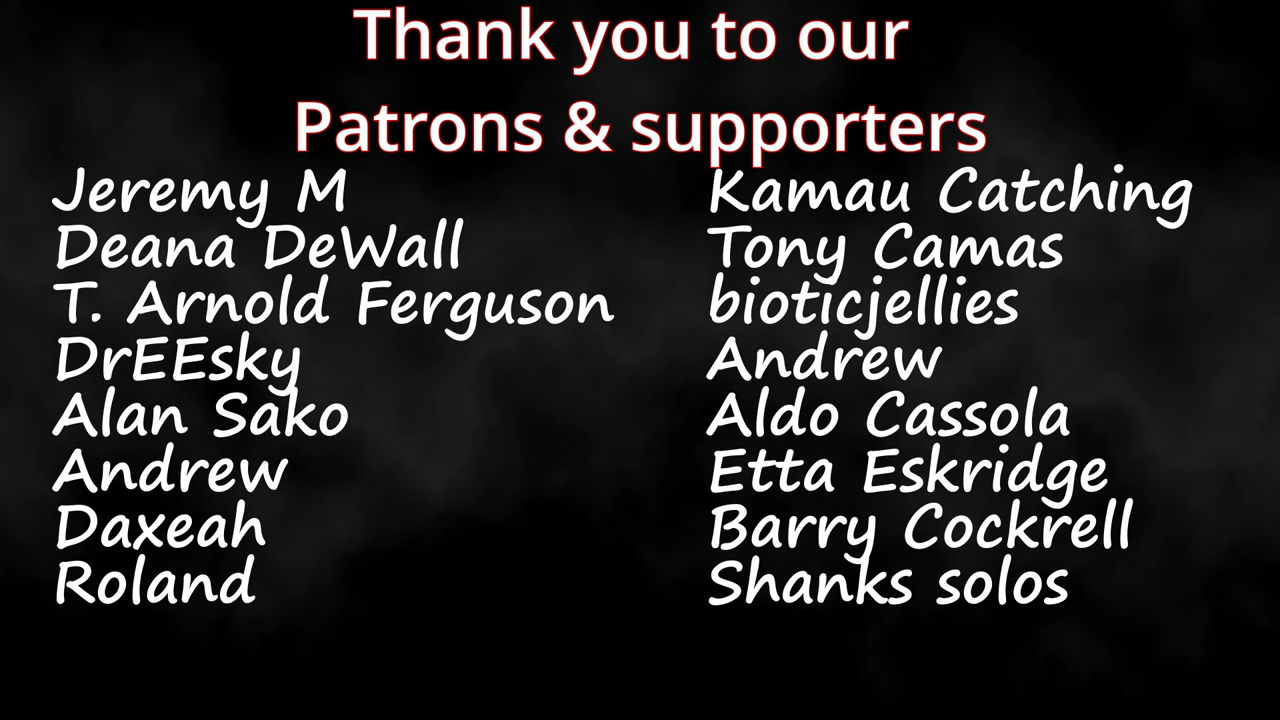 Thank you to our
Patrons & supporters
Jeremy M
Deana DeWall
T. Arnold Ferguson
DrEEsky
Alan Sako
Andrew
Daxeah
Roland
Kamau Catching
Tony Camas
bioticjellies
Andrew
Aldo Cassola
Etta Eskridge
Barry Cockrell
Shanks solos